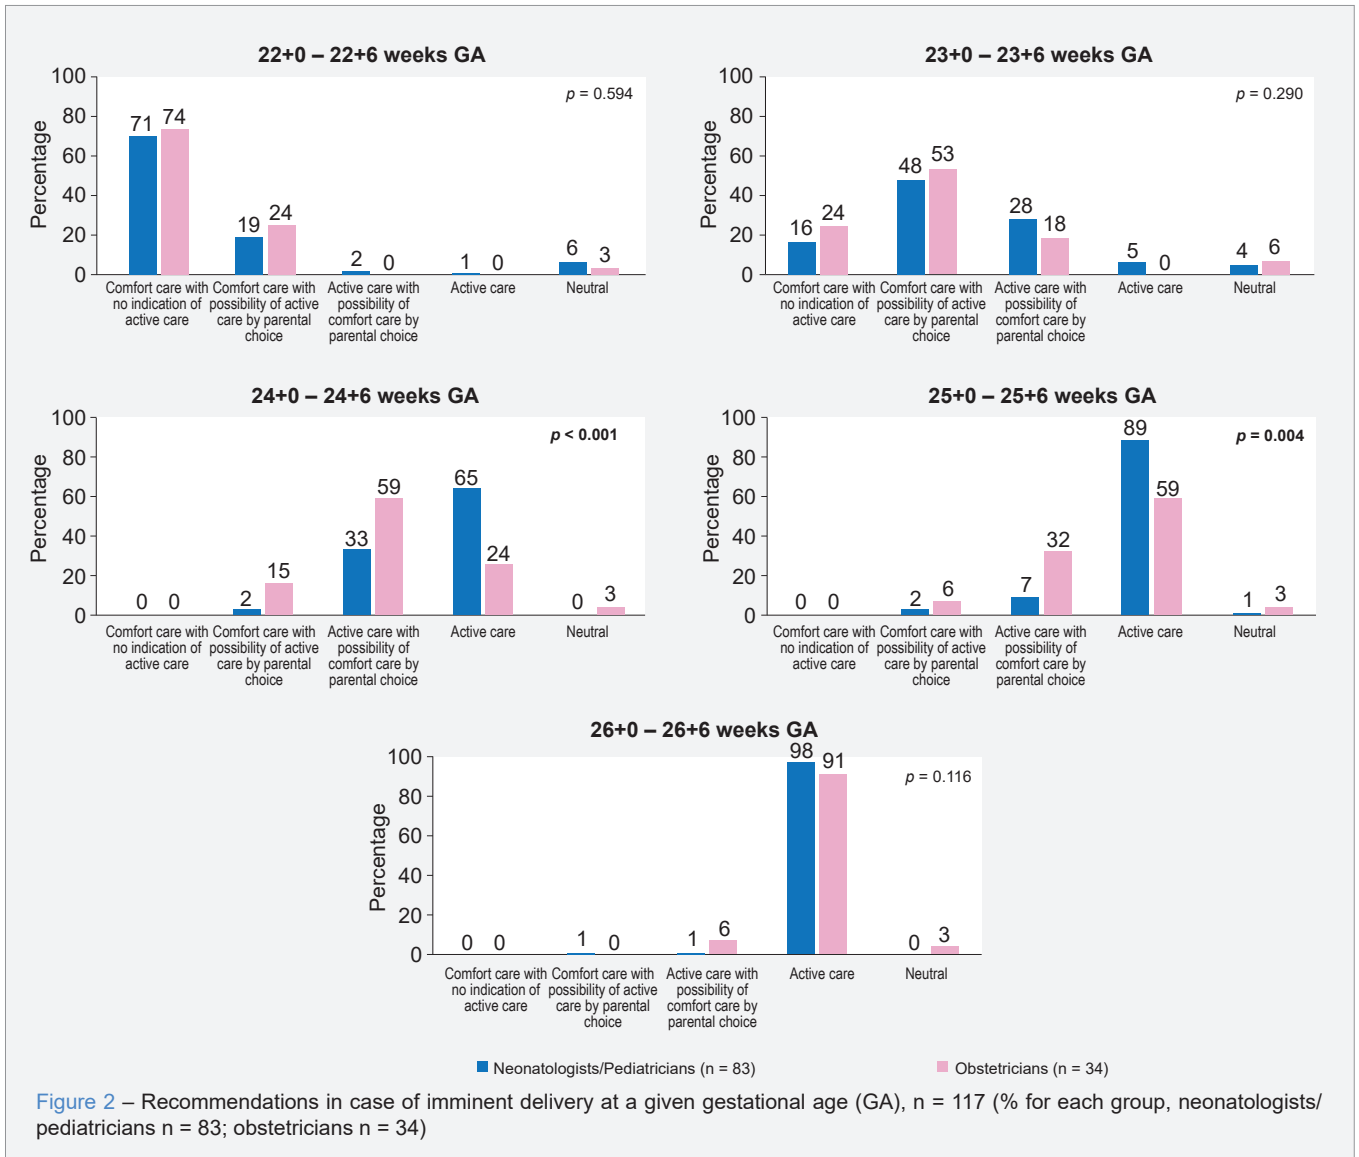 22+0 – 22+6 weeks GA
p = 0.594
Percentage
100
80
60
40
20
0
71 74
19 24
2 0
1 0
6 3
Comfort care with
no indication of
active care
Comfort care with
possibility of active
care by parental
choice
Active care with
possibility of
comfort care by
parental choice
Active care
Neutral
23+0 – 23+6 weeks GA
p = 0.290
Percentage
100
80
60
40
20
0
16 24
48 53
28 18
5 0
4 6
Comfort care with
no indication of
active care
Comfort care with
possibility of active
care by parental
choice
Active care with
possibility of
comfort care by
parental choice
Active care
Neutral
24+0 – 24+6 weeks GA
p < 0.001
Percentage
100
80
60
40
20
0
0 0
2 15
33 59
65 24
0 3
Comfort care with
no indication of
active care
Comfort care with
possibility of active
care by parental
choice
Active care with
possibility of
comfort care by
parental choice
Active care
Neutral
25+0 – 25+6 weeks GA
p = 0.004
Percentage
100
80
60
40
20
0
0 0
2 6
7 32
89 59
1 3
Comfort care with
no indication of
active care
Comfort care with
possibility of active
care by parental
choice
Active care with
possibility of
comfort care by
parental choice
Active care
Neutral
26+0 – 26+6 weeks GA
p = 0.116
Percentage
100
80
60
40
20
0
0 0
1 0
1 6
98 91
0 3
Comfort care with
no indication of
active care
Comfort care with
possibility of active
care by parental
choice
Active care with
possibility of
comfort care by
parental choice
Active care
Neutral
Neonatologists/Pediatricians (n = 83)
Obstetricians (n = 34)
Figure 2 – Recommendations in case of imminent delivery at a given gestational age (GA), n = 117 (% for each group, neonatologists/
pediatricians n = 83; obstetricians n = 34)